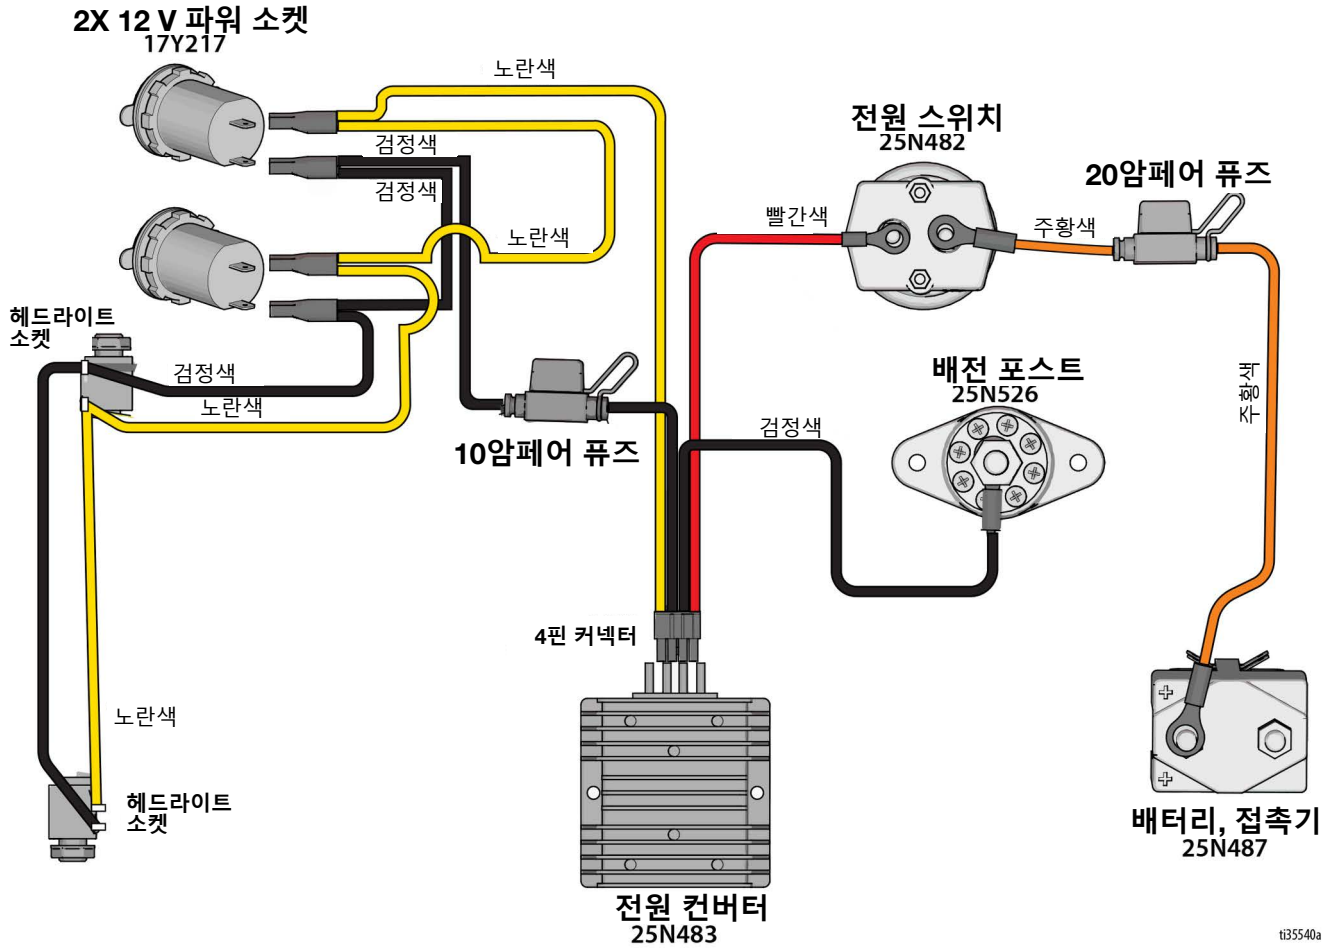 2X 12 V 파워 소켓
17Y217
노란색
검정색
검정색
노란색
전원 스위치
25N482
빨간색
주황색
20암페어 퓨즈
헤드라이트
소켓
검정색
노란색
10암페어 퓨즈
검정색
배전 포스트
25N526
주황색
4핀 커넥터
노란색
헤드라이트
소켓
전원 컨버터
25N483
배터리, 접촉기
25N487
ti35540a